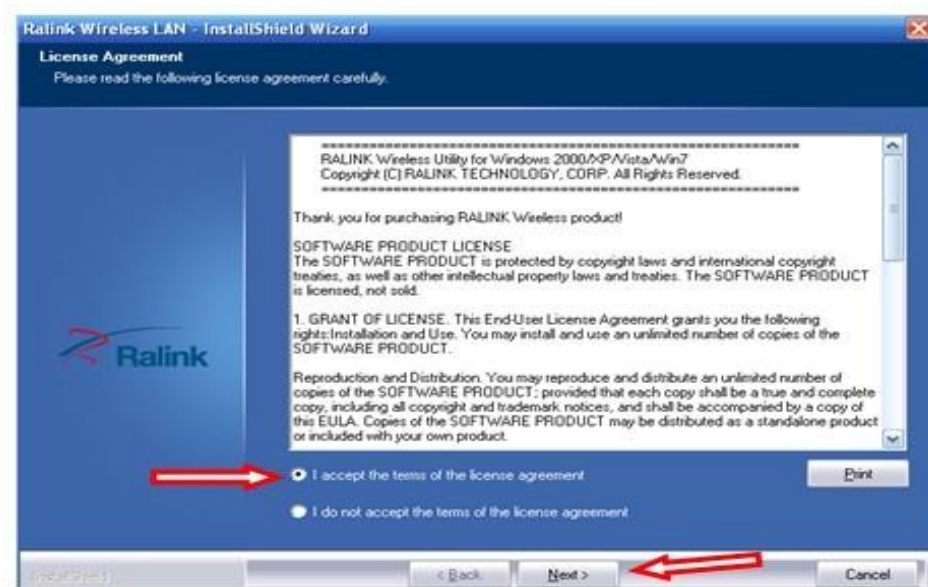 Ralink Wireless LAN - InstallShield Wizard
License Agreement
Please read the following license agreement carefully.
============================================================
RALINK Wireless Utility for Windows 2000/XP/Vista/Win7
Copyright (C) RALINK TECHNOLOGY, CORP. All Rights Reserved.
============================================================
Thank you for purchasing RALINK Wireless product!
SOFTWARE PRODUCT LICENSE
The SOFTWARE PRODUCT is protected by copyright laws and international copyright
treaties, as well as other intellectual property laws and treaties. The SOFTWARE PRODUCT
is licensed, not sold.
1. GRANT OF LICENSE. This End-User License Agreement grants you the following
rights:Installation and Use. You may install and use an unlimited number of copies of the
SOFTWARE PRODUCT.
Reproduction and Distribution. You may reproduce and distribute an unlimited number of
copies of the SOFTWARE PRODUCT; provided that each copy shall be a true and complete
copy, including all copyright and trademark notices, and shall be accompanied by a copy of
this EULA. Copies of the SOFTWARE PRODUCT may be distributed as a standalone product
or included with your own product.
Ralink
I accept the terms of the license agreement
Print
I do not accept the terms of the license agreement
InstallShield
< Back
Next >
Cancel